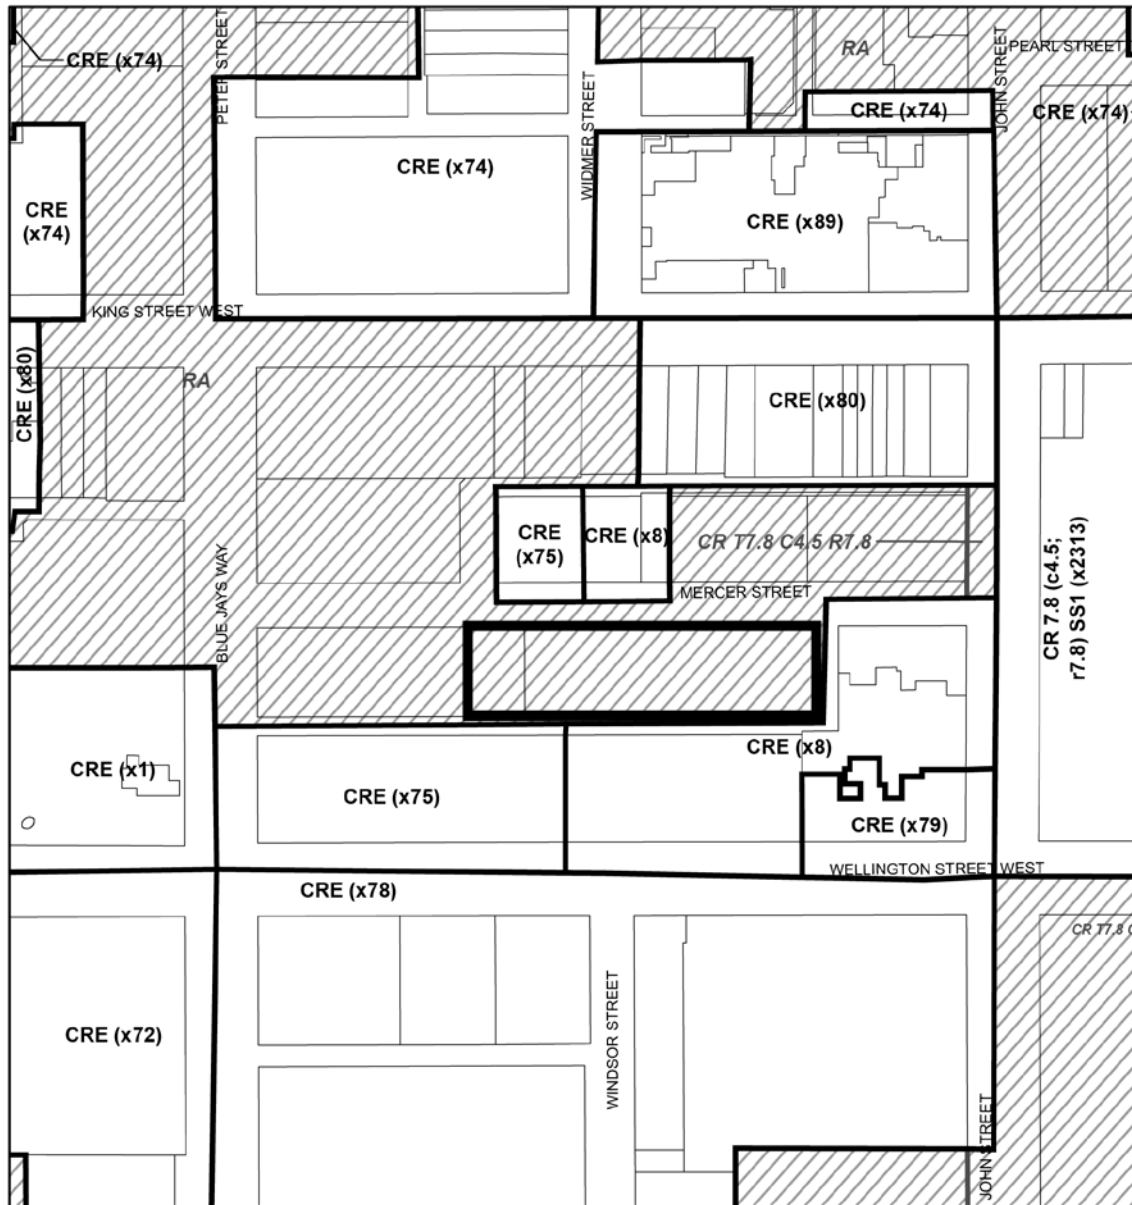 CRE (x74)
PETER STREET
WIDMER STREET
RA
JOHN STREET
PEARL STREET
CRE (x74)
CRE (x74)
CRE (x74)
CRE
(x74)
CRE (x89)
KING STREET WEST
CRE (x80)
RA
CRE (x80)
CRE
(x75)
CRE (x8)
CR T7.8 C4.5 R7.8
MERCER STREET
BLUE JAYS WAY
CR 7.8 (c4.5;
r7.8) SS1 (x2313)
CRE (x1)
CRE (x8)
CRE (x75)
CRE (x79)
WELLINGTON STREET WEST
CRE (x78)
CR T7.8
CRE (x72)
WINDSOR STREET
JOHN STREET